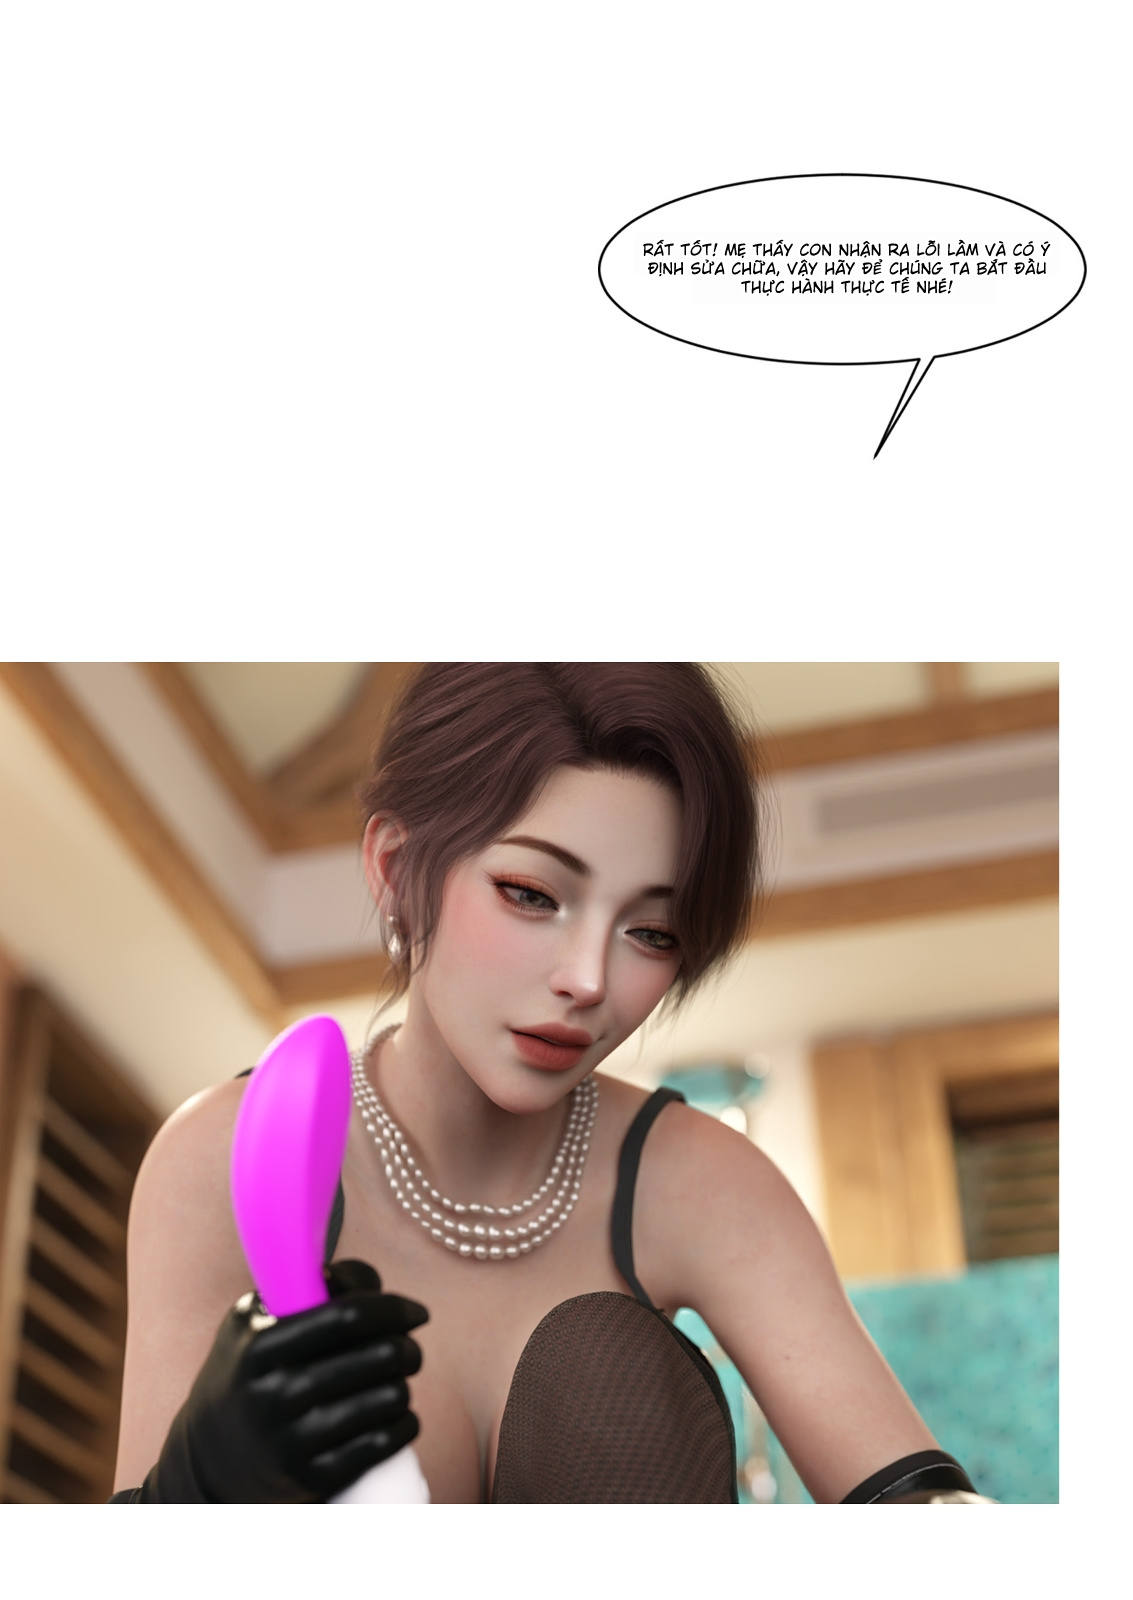 RẤT TỐT! MẸ THẤY CON NHẬN RA LỖI LẦM VÀ CÓ Ý
ĐỊNH SỬA CHỮA, VẬY HÃY ĐỂ CHÚNG TA BẮT ĐẦU
THỰC HÀNH THỰC TẾ NHÉ!